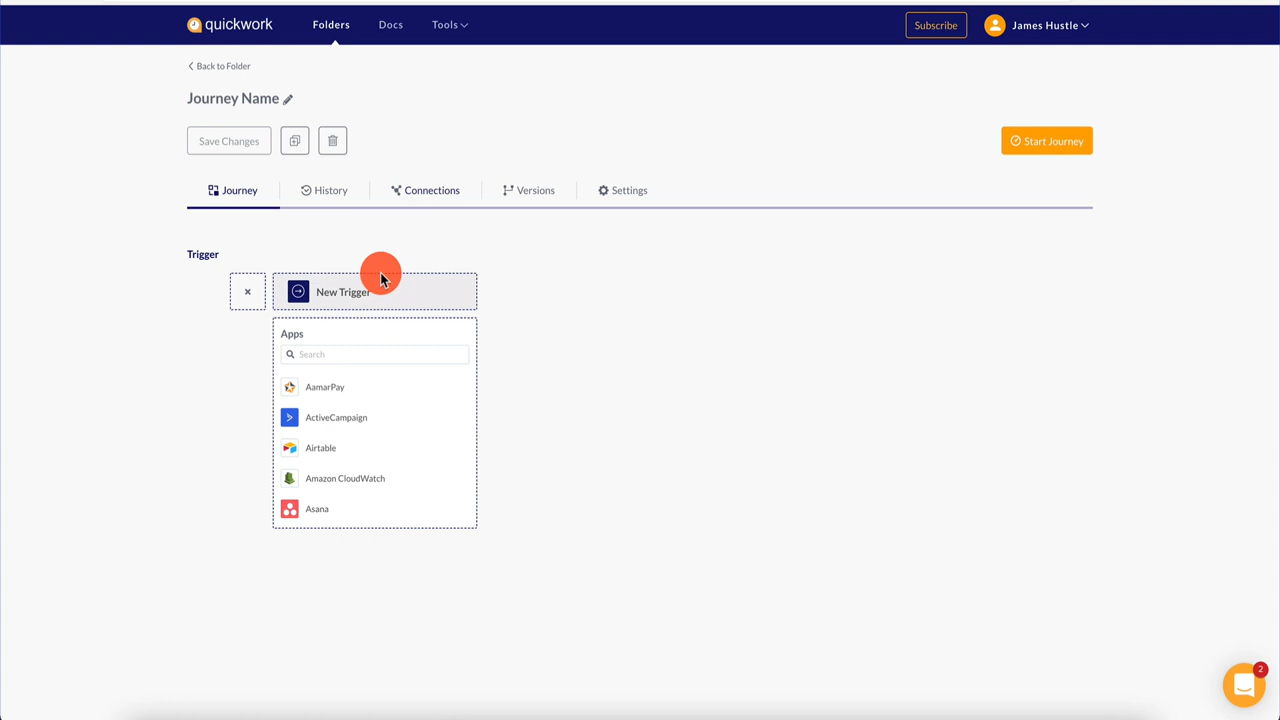 quickwork Folders Docs Tools Subscribe James Hustle
Back to Folder
Journey Name
Save Changes Start Journey
Journey History Connections Versions Settings
Trigger
× New Trigger
Apps
Search
AamarPay
ActiveCampaign
Airtable
Amazon CloudWatch
Asana
2